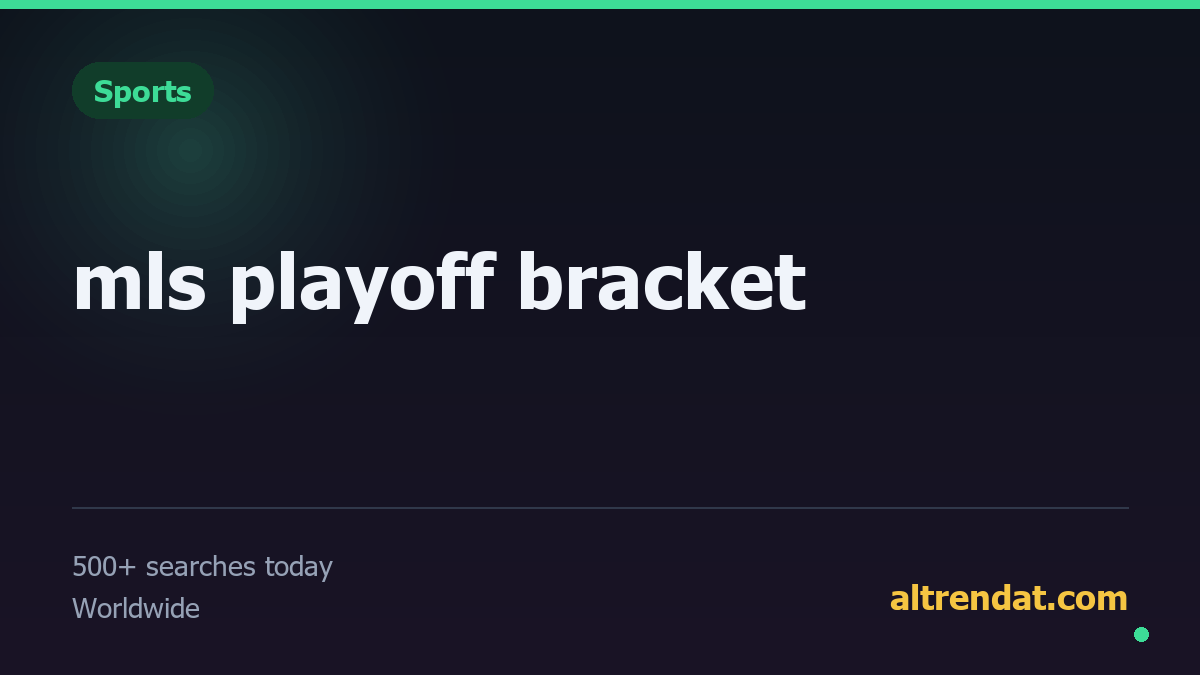 Sports
mls playoff bracket
500+ searches today
Worldwide
altrendat.com